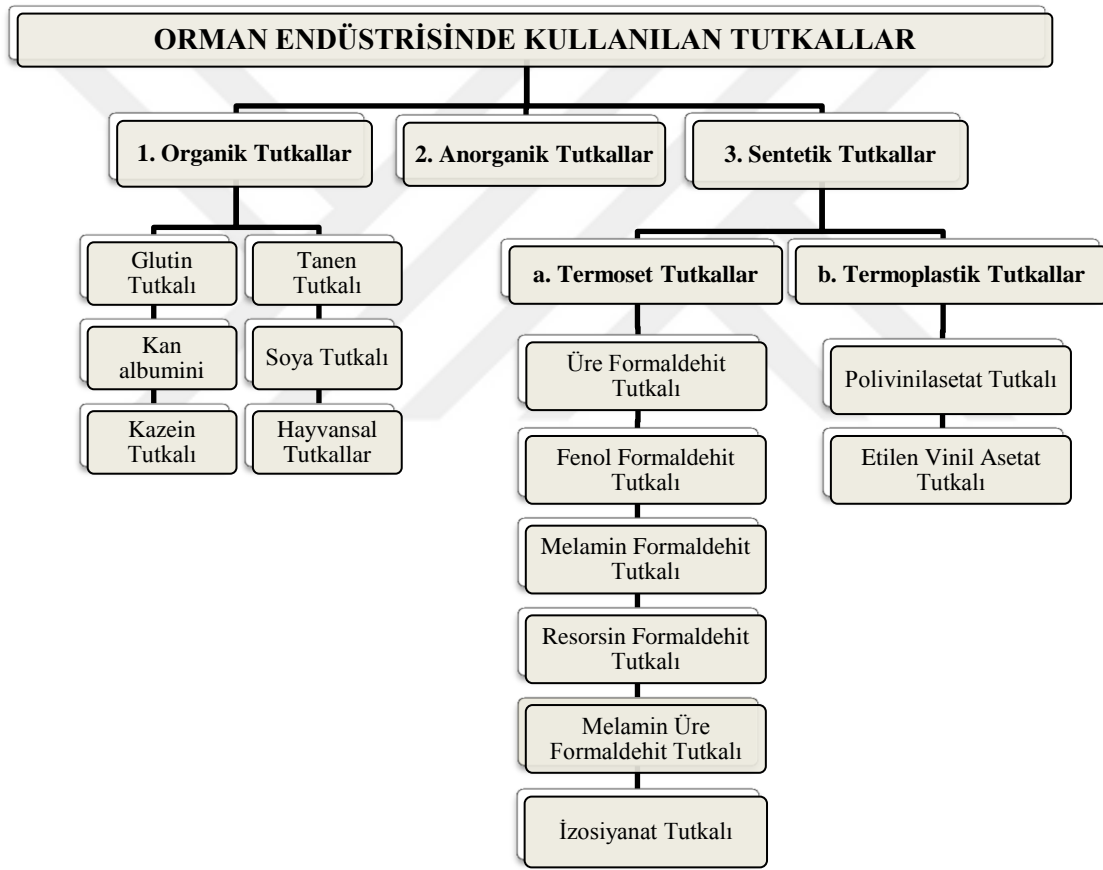 ORMAN ENDÜSTRİSİNDE KULLANILAN TUTKALLAR
1. Organik Tutkallar
2. Anorganik Tutkallar
3. Sentetik Tutkallar
Glutin
Tutkalı
Kan
albumini
Kazein
Tutkalı
Tanen
Tutkalı
Soya Tutkalı
Hayvansal
Tutkallar
a. Termoset Tutkallar
Üre Formaldehit
Tutkalı
Fenol Formaldehit
Tutkalı
Melamin Formaldehit
Tutkalı
Resorsin Formaldehit
Tutkalı
Melamin Üre
Formaldehit Tutkalı
İzosiyanat Tutkalı
b. Termoplastik Tutkallar
Polivinilasetat Tutkalı
Etilen Vinil Asetat
Tutkalı